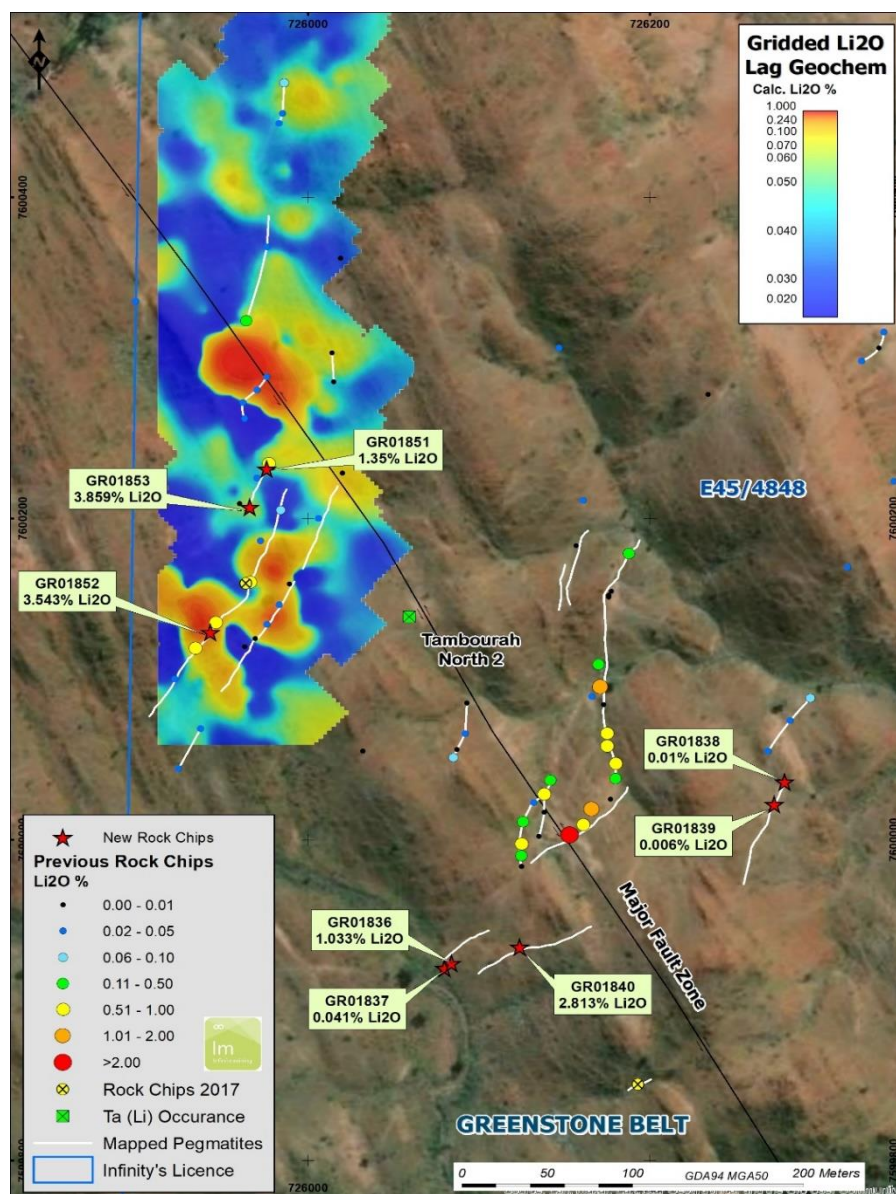 726000
726200
Gridded Li2O
Lag Geochem
Calc. Li2O %
1.000
0.240
0.100
0.070
0.060
0.050
0.040
0.030
0.020
N
7600400
7600400
GR01851
1.35% Li2O
GR01853
3.859% Li2O
E45/4848
7600200
7600200
GR01852
3.543% Li2O
Tambourah
North 2
GR01838
0.01% Li2O
GR01839
0.006% Li2O
7600000
7600000
Major Fault Zone
GR01836
1.033% Li2O
GR01837
0.041% Li2O
GR01840
2.813% Li2O
New Rock Chips
Previous Rock Chips
Li2O %
0.00 - 0.01
0.02 - 0.05
0.06 - 0.10
0.11 - 0.50
0.51 - 1.00
1.01 - 2.00
>2.00
Im
Rock Chips 2017
Ta (Li) Occurance
Mapped Pegmatites
Infinity's Licence
GREENSTONE BELT
0 50 100 200 Meters
GDA94 MGA50
726000
726200